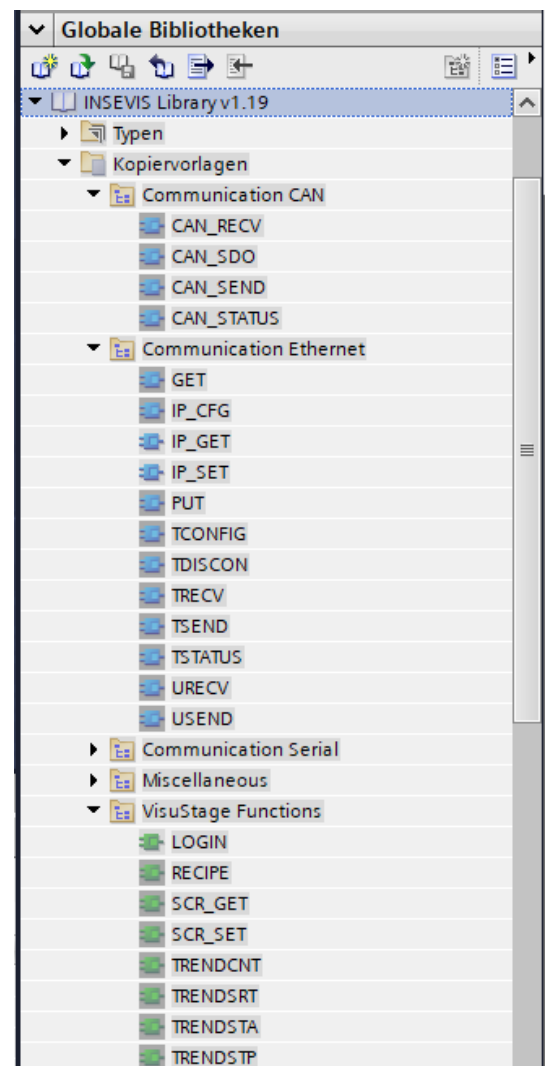 Globale Bibliotheken
INSEVIS Library v1.19
Typen
Kopiervorlagen
Communication CAN
CAN_RECV
CAN_SDO
CAN_SEND
CAN_STATUS
Communication Ethernet
GET
IP_CFG
IP_GET
IP_SET
PUT
TCONFIG
TDISCON
TRECV
TSEND
TSTATUS
URECV
USEND
Communication Serial
Miscellaneous
VisuStage Functions
LOGIN
RECIPE
SCR_GET
SCR_SET
TRENDCNT
TRENDSRT
TRENDSTA
TRENDSTP